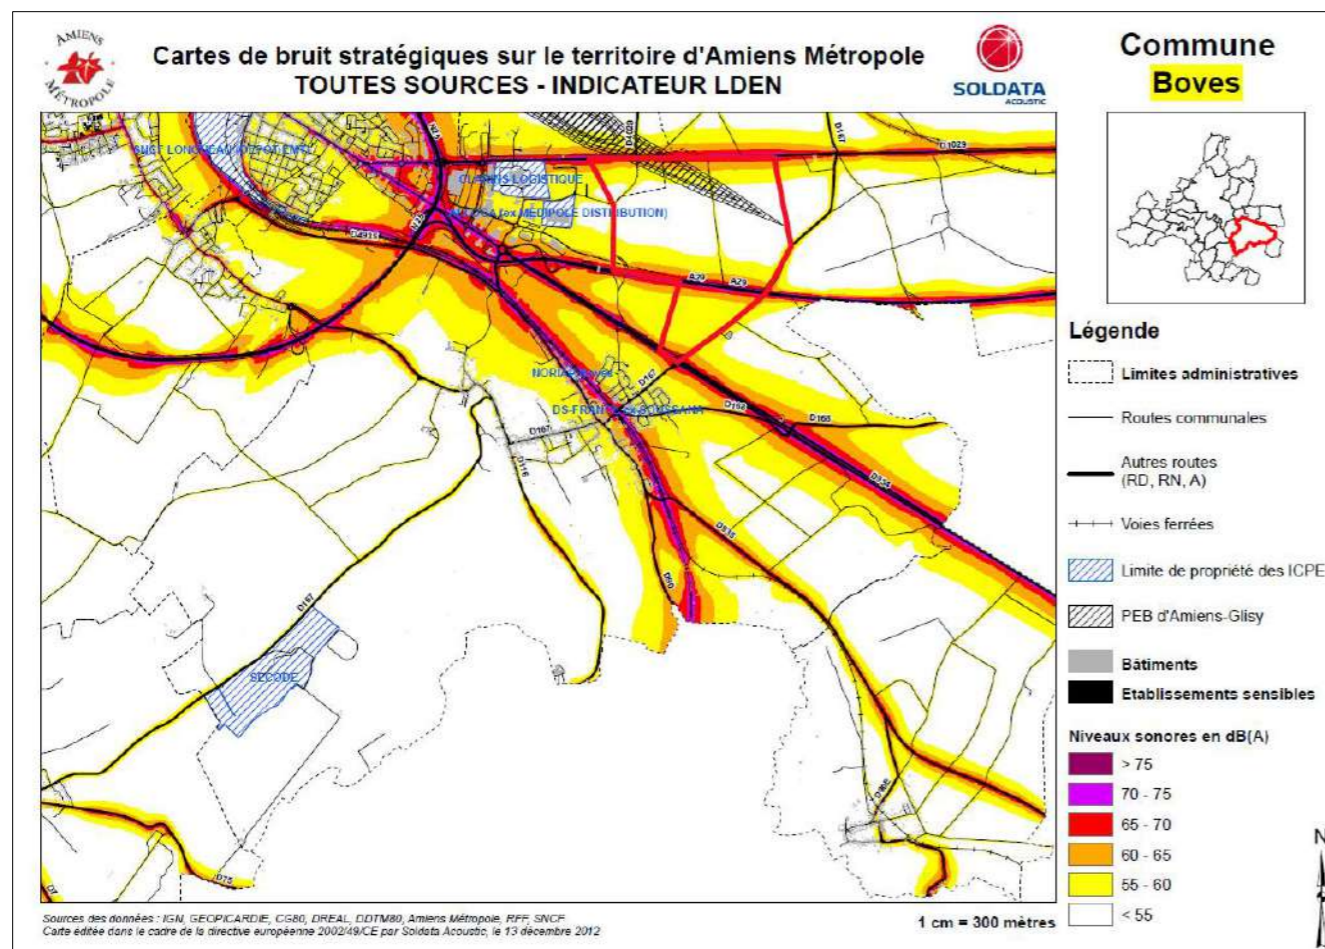 AMIENS
MÉTROPOLE
Cartes de bruit stratégiques sur le territoire d'Amiens Métropole
TOUTES SOURCES - INDICATEUR LDEN
SOLDATA
ACOUSTIC
Commune
Boves
D1029
D167
LOGISTIQUE
(ex MEDIPOLE DISTRIBUTION)
A29
A29
D167
D168
D167
D116
D934
D935
D167
SECODE
D75
Légende
Limites administratives
Routes communales
Autres routes
(RD, RN, A)
Voies ferrées
Limite de propriété des ICPE
PEB d'Amiens-Glisy
Bâtiments
Etablissements sensibles
Niveaux sonores en dB(A)
> 75
70 - 75
65 - 70
60 - 65
55 - 60
< 55
N
Sources des données : IGN, GEOPICARDIE, CG80, DREAL, DDTM80, Amiens Métropole, RFF, SNCF
Carte éditée dans le cadre de la directive européenne 2002/49/CE par Soldata Acoustic, le 13 décembre 2012
1 cm = 300 mètres